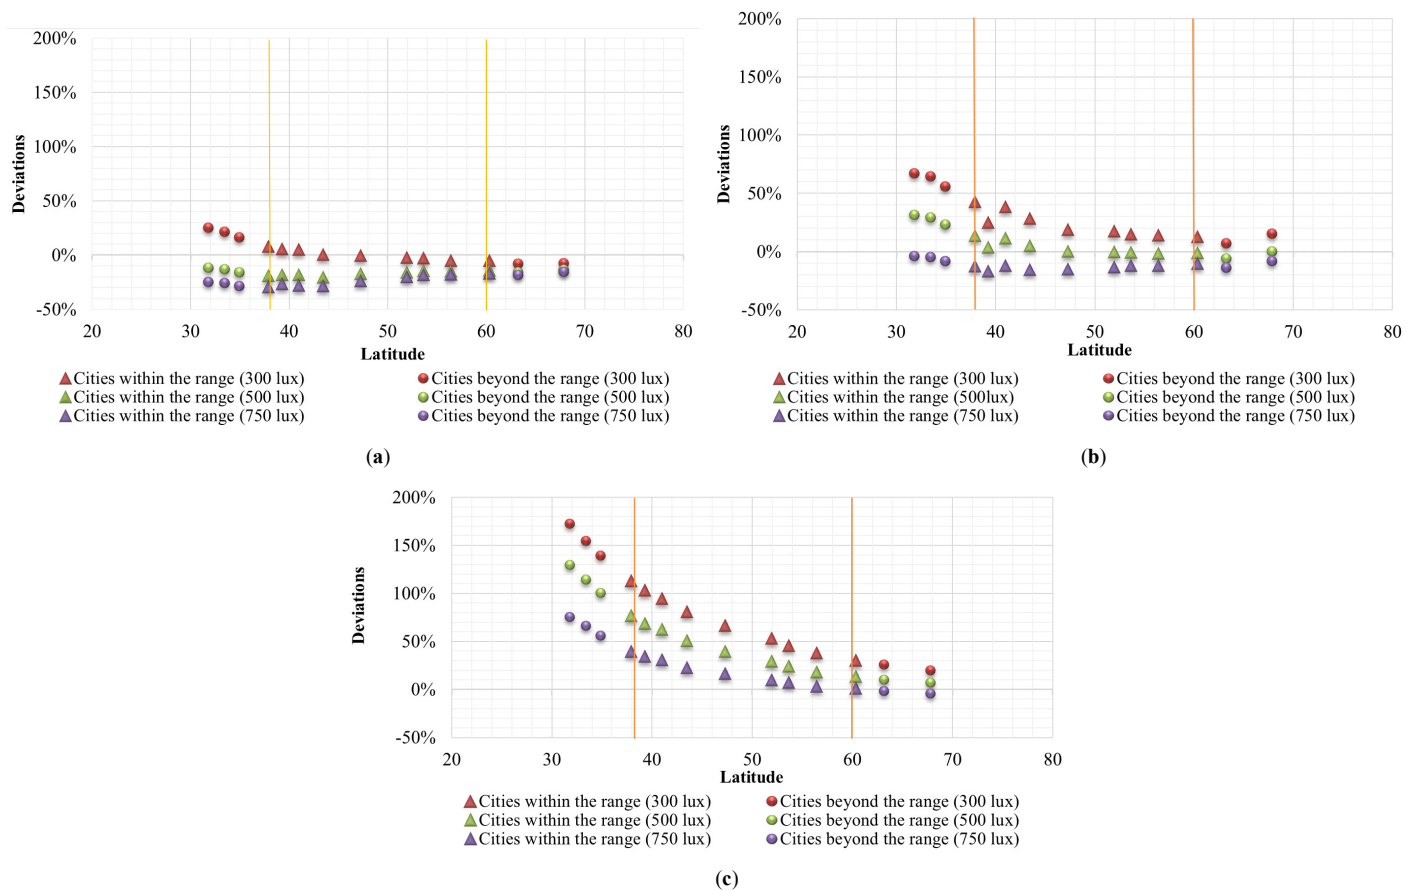 200%
150%
100%
50%
0%
-50%
Deviations
20 30 40 50 60 70 80
Latitude
Cities within the range (300 lux) Cities beyond the range (300 lux)
Cities within the range (500 lux) Cities beyond the range (500 lux)
Cities within the range (750 lux) Cities beyond the range (750 lux)
(a)
200%
150%
100%
50%
0%
-50%
Deviations
20 30 40 50 60 70 80
Latitude
Cities within the range (300 lux) Cities beyond the range (300 lux)
Cities within the range (500lux) Cities beyond the range (500 lux)
Cities within the range (750 lux) Cities beyond the range (750 lux)
(b)
200%
150%
100%
50%
0%
-50%
Deviations
20 30 40 50 60 70 80
Latitude
Cities within the range (300 lux) Cities beyond the range (300 lux)
Cities within the range (500 lux) Cities beyond the range (500 lux)
Cities within the range (750 lux) Cities beyond the range (750 lux)
(c)